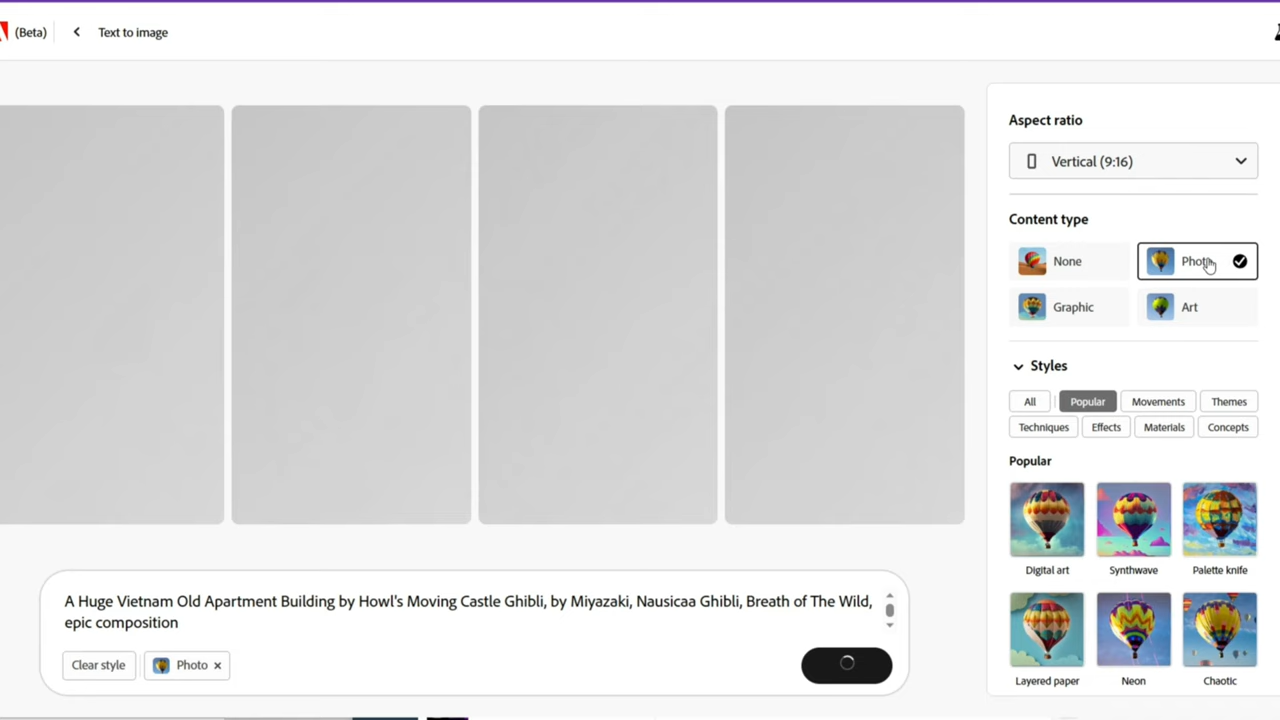 (Beta)
Text to image
Aspect ratio
Vertical (9:16)
Content type
None
Photo
Graphic
Art
Styles
All
Popular
Movements
Themes
Techniques
Effects
Materials
Concepts
Popular
Digital art
Synthwave
Palette knife
Layered paper
Neon
Chaotic
A Huge Vietnam Old Apartment Building by Howl's Moving Castle Ghibli, by Miyazaki, Nausicaa Ghibli, Breath of The Wild,
epic composition
Clear style
Photo ×